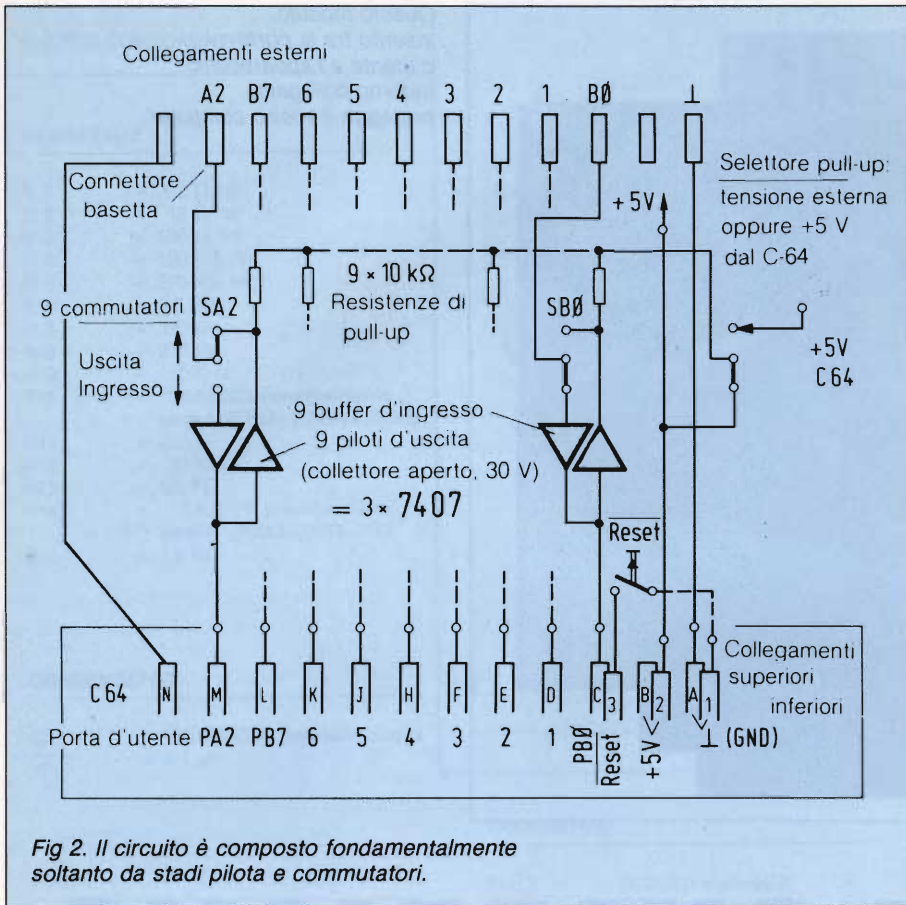 Collegamenti esterni
A2 B7 6 5 4 3 2 1 BØ ⊥
Connettore
basetta
Selettore pull-up:
tensione esterna
oppure +5 V
dal C-64
+5V
9 × 10 kΩ
Resistenze di
pull-up
9 commutatori
SA2
SBØ
Uscita
Ingresso
+5V
C64
9 buffer d'ingresso
9 piloti d'uscita
(collettore aperto, 30 V)
= 3 × 7407
Reset
Collegamenti
superiori
inferiori
C64 N M L K J H F E D C 3 B 2 A 1
Porta d'utente PA2 PB7 6 5 4 3 2 1 PBØ Reset +5V ⊥ (GND)
Fig 2. Il circuito è composto fondamentalmente
soltanto da stadi pilota e commutatori.